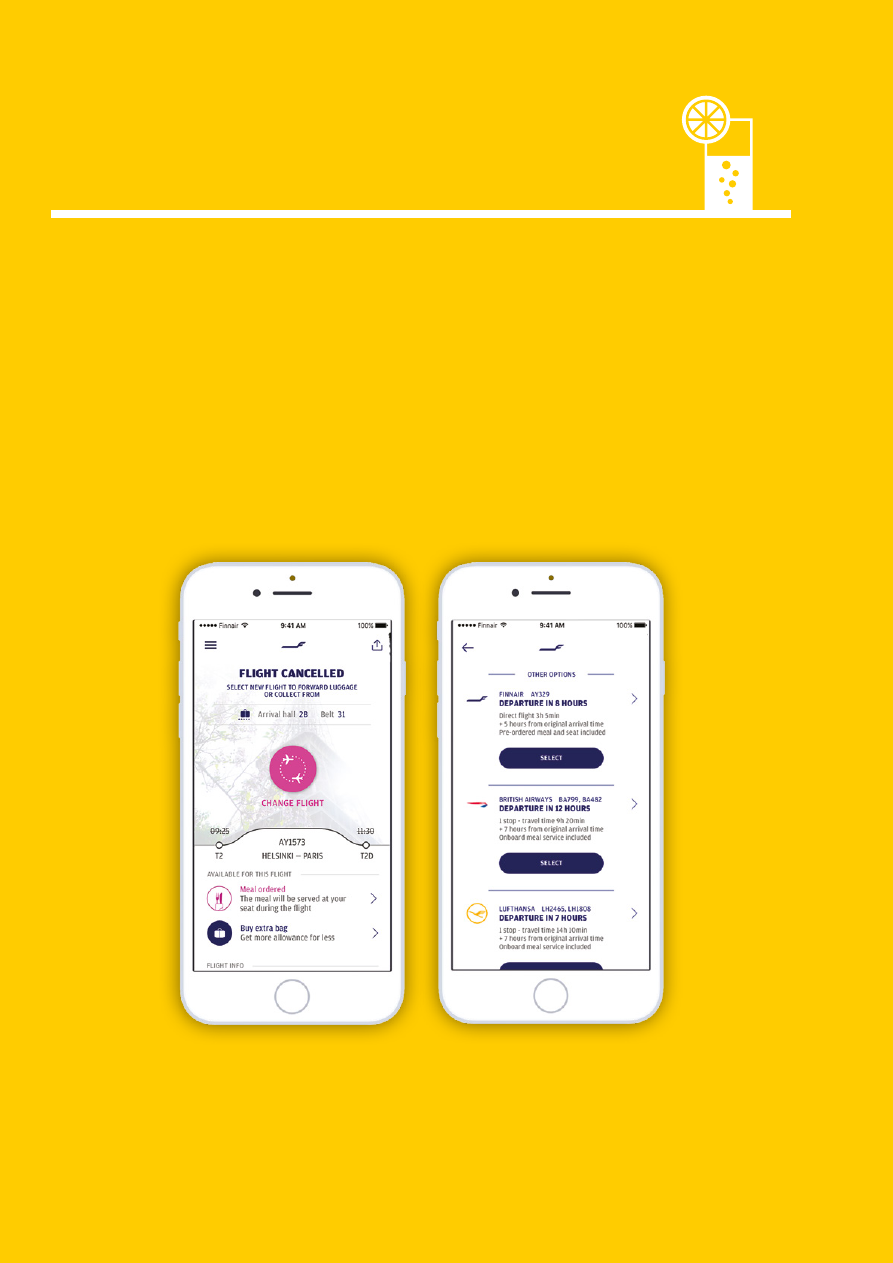 Finnair
9:41 AM
100%
FLIGHT CANCELLED
SELECT NEW FLIGHT TO FORWARD LUGGAGE
OR COLLECT FROM
Arrival hall 2B Belt 31
CHANGE FLIGHT
09:25
11:30
AY1573
T2
HELSINKI – PARIS
T2D
AVAILABLE FOR THIS FLIGHT
Meal ordered
The meal will be served at your
seat during the flight
Buy extra bag
Get more allowance for less
FLIGHT INFO
Finnair
9:41 AM
100%
OTHER OPTIONS
FINNAIR AY329
DEPARTURE IN 8 HOURS
Direct flight 3h 5min
+ 5 hours from original arrival time
Pre-ordered meal and seat included
SELECT
BRITISH AIRWAYS BA799, BA482
DEPARTURE IN 12 HOURS
1 stop - travel time 9h 20min
+ 7 hours from original arrival time
Onboard meal service included
SELECT
LUFTHANSA LH2465, LH1808
DEPARTURE IN 7 HOURS
1 stop - travel time 14h 10min
+ 7 hours from original arrival time
Onboard meal service included